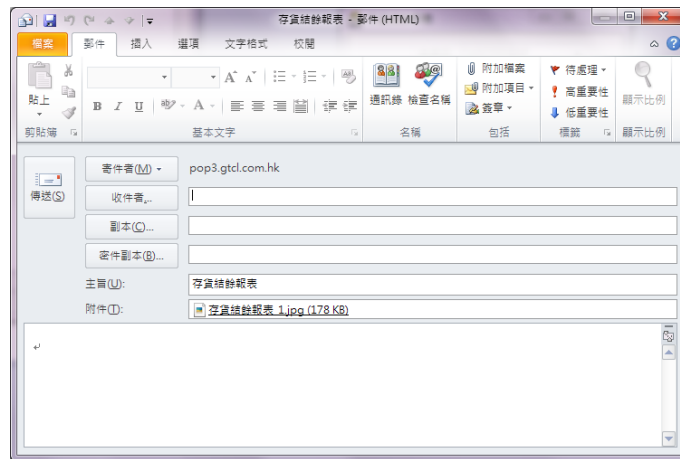 存貨結餘報表 - 郵件 (HTML)
檔案 郵件 插入 選項 文字格式 校閱
貼上
剪貼簿
B I U
A A A
基本文字
通訊錄 檢查名稱
名稱
附加檔案
附加項目
簽章
包括
待處理
高重要性
低重要性
標籤
顯示比例
顯示比例
傳送(S)
寄件者(M) pop3.gtcl.com.hk
收件者...
副本(C)...
密件副本(B)...
主旨(U): 存貨結餘報表
附件(T): 存貨結餘報表_1.jpg (178 KB)